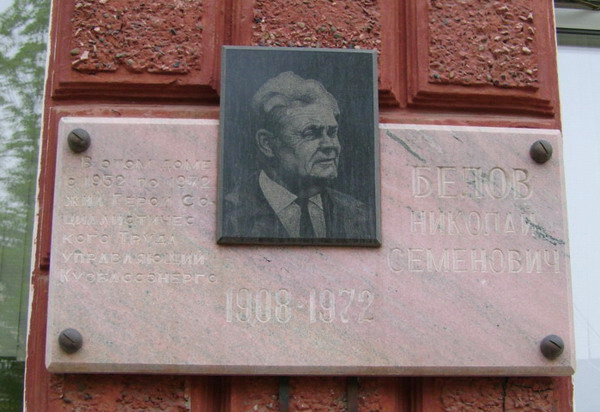 В этом доме
с 1952 по 1972
жил Герой Со-
циалистичес-
кого Труда
управляющий
Кузбассэнерго
БЕЛОВ
НИКОЛАЙ
СЕМЕНОВИЧ
1908-1972